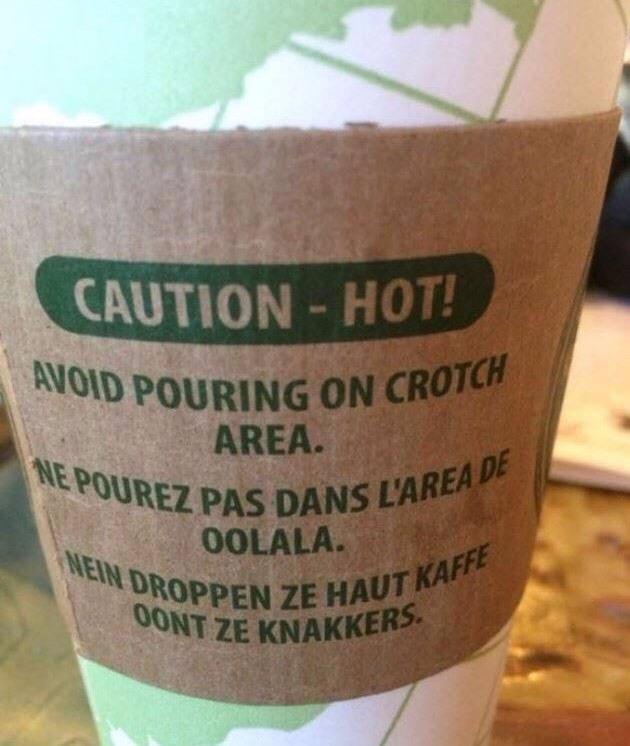 CAUTION - HOT!
AVOID POURING ON CROTCH
AREA.
NE POUREZ PAS DANS L'AREA DE
OOLALA.
NEIN DROPPEN ZE HAUT KAFFE
OONT ZE KNAKKERS.